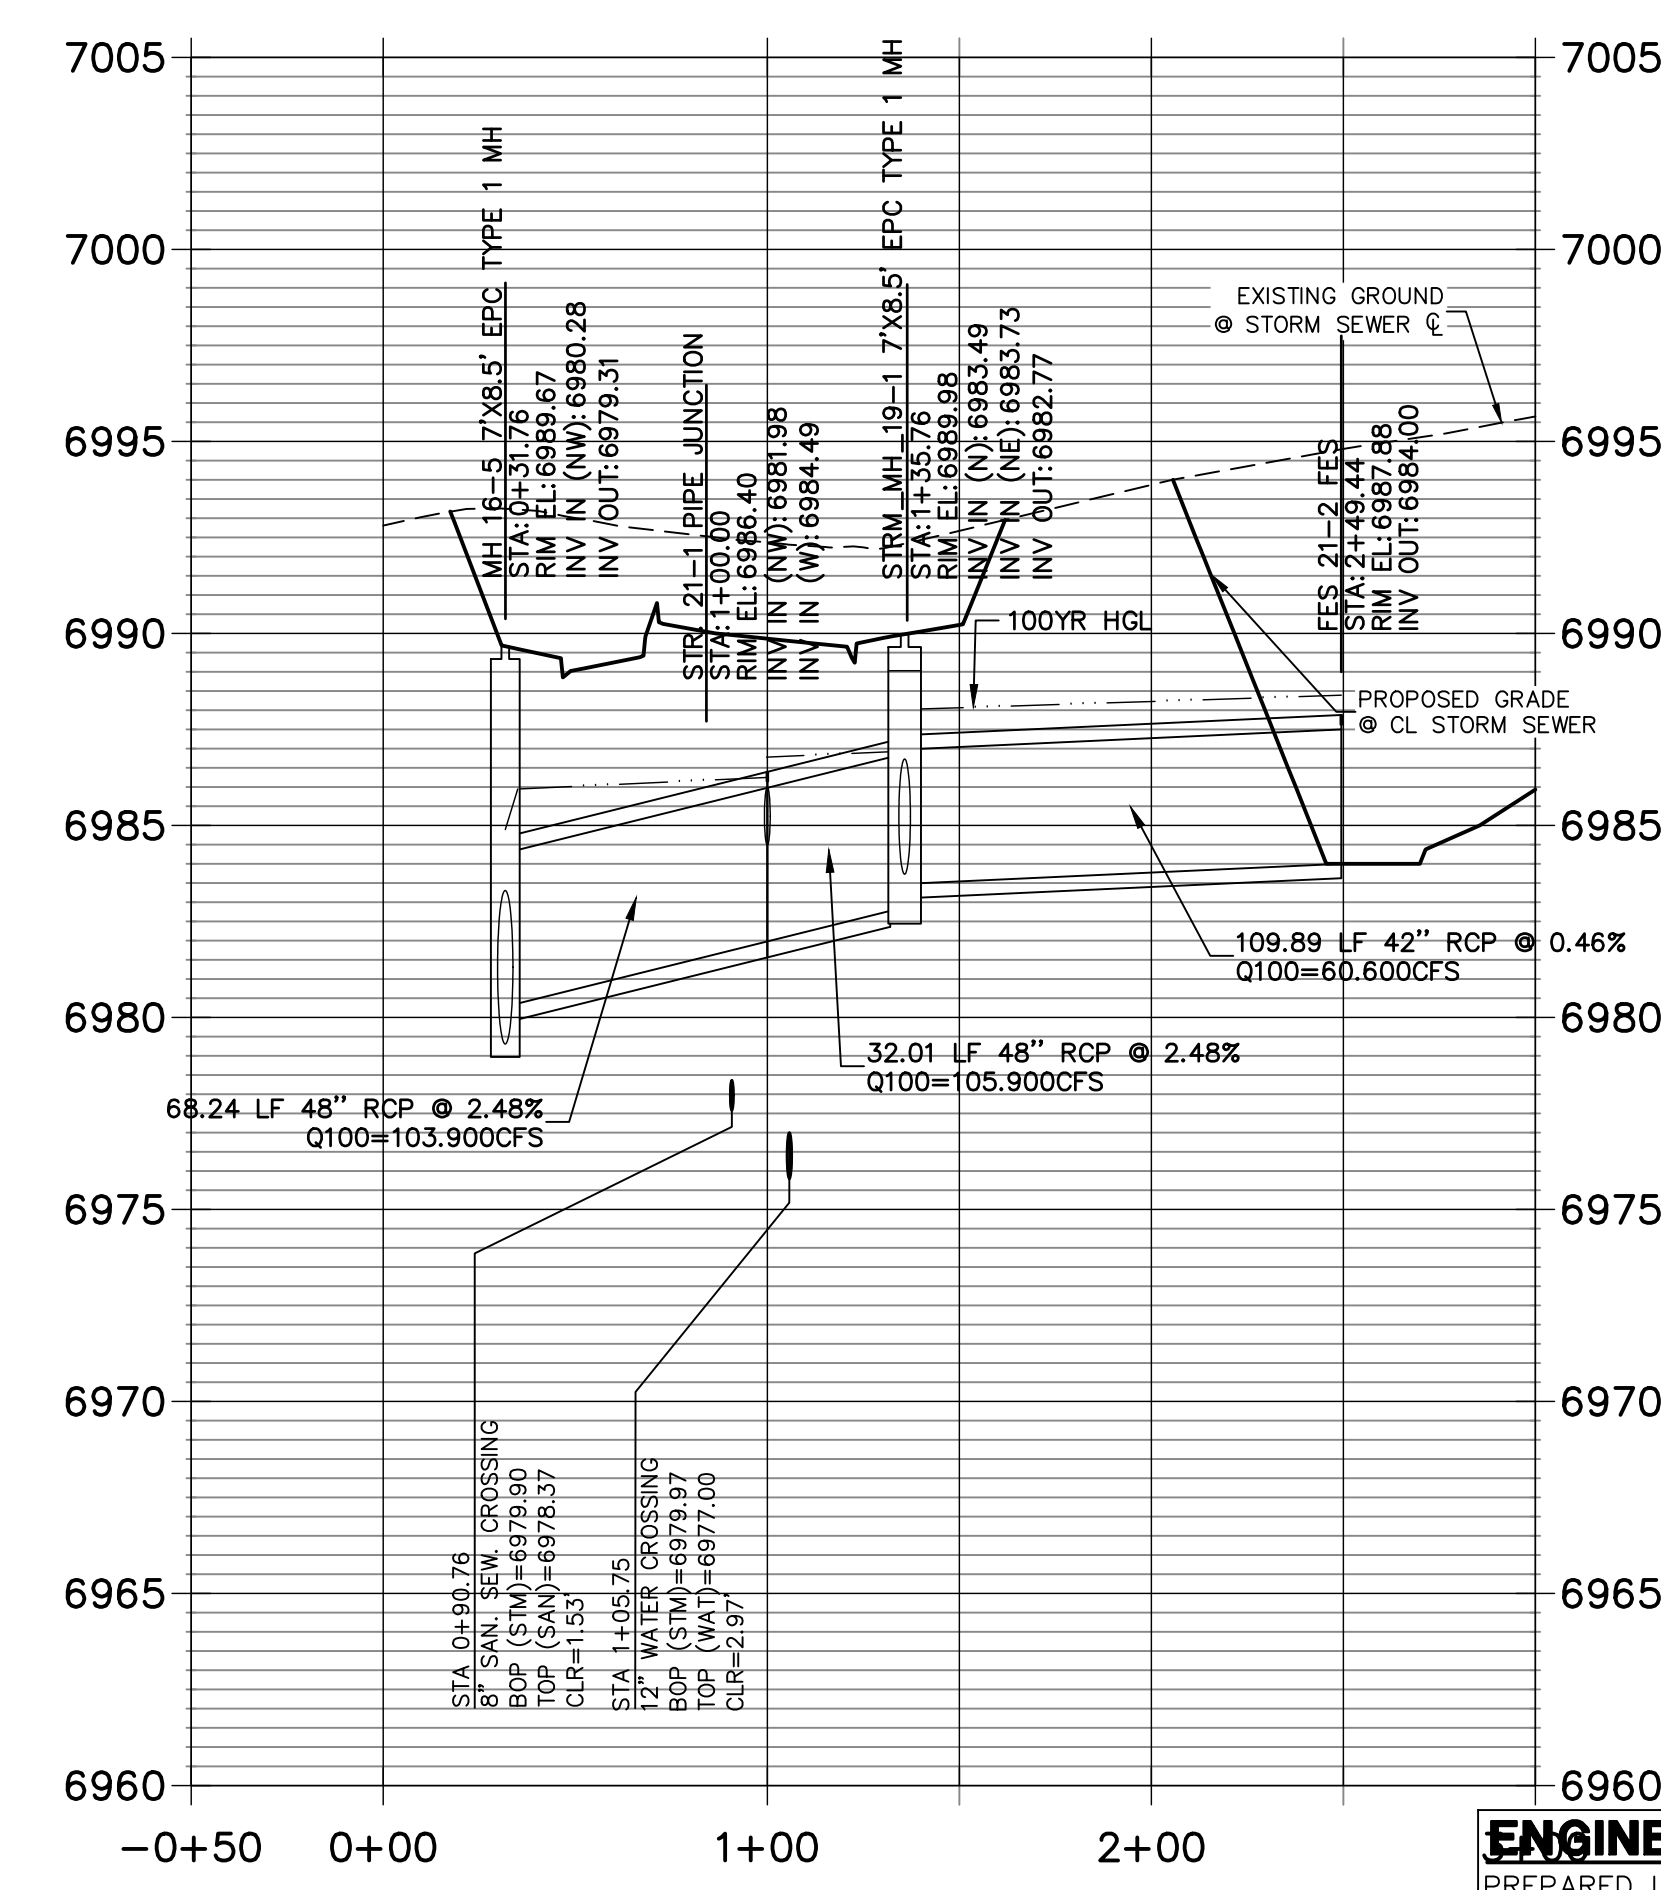 7005
7000
6995
6990
6985
6980
6975
6970
6965
6960
7005
7000
6995
6990
6985
6980
6975
6970
6965
6960
MH 16-5 7'X8.5' EPC TYPE 1 MH
STA:0+31.76
RIM EL:6989.67
INV IN (NW):6980.28
INV OUT:6979.31
STR. 21-1 PIPE JUNCTION
STA:1+00.00
RIM EL:6986.40
INV IN (NW):6981.98
INV IN (W):6984.49
STRM_MH_19-1 7'X8.5' EPC TYPE 1 MH
STA:1+35.76
RIM EL:6989.98
INV IN (N):6983.49
INV IN (NE):6983.73
INV OUT:6982.77
EXISTING GROUND
@ STORM SEWER ℄
FES 21-2 FES
STA:2+49.44
RIM EL:6987.88
INV OUT:6984.00
100YR HGL
PROPOSED GRADE
@ CL STORM SEWER
109.89 LF 42" RCP @ 0.46%
Q100=60.600CFS
32.01 LF 48" RCP @ 2.48%
Q100=105.900CFS
68.24 LF 48" RCP @ 2.48%
Q100=103.900CFS
STA 0+90.76
8" SAN. SEW. CROSSING
BOP (STM)=6979.90
TOP (SAN)=6978.37
CLR=1.53'
STA 1+05.75
12" WATER CROSSING
BOP (STM)=6979.97
TOP (WAT)=6977.00
CLR=2.97'
-0+50
0+00
1+00
2+00
3+00
ENGINE
PREPARED